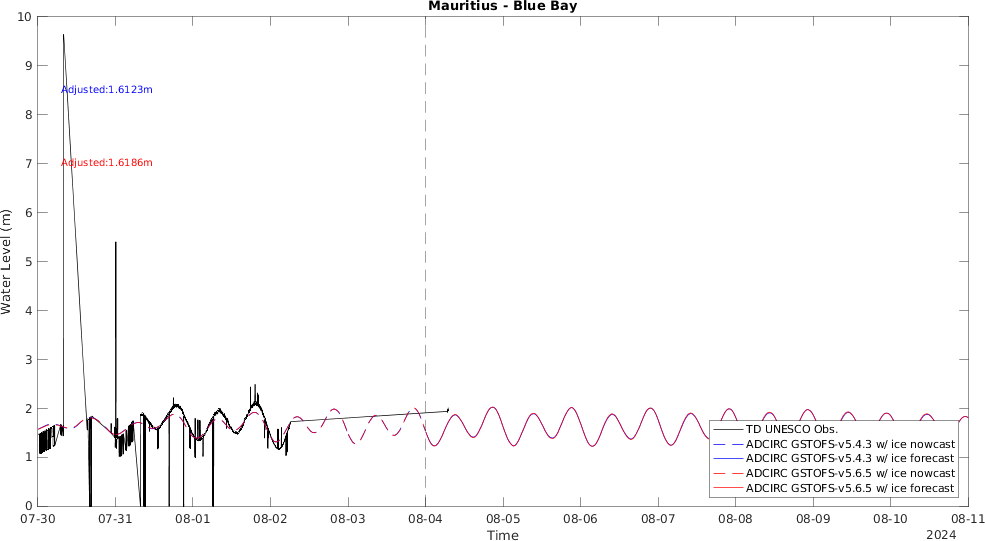 Mauritius - Blue Bay
10
9
8
7
6
5
4
3
2
1
0
Water Level (m)
Adjusted:1.6123m
Adjusted:1.6186m
TD UNESCO Obs.
ADCIRC GSTOFS-v5.4.3 w/ ice nowcast
ADCIRC GSTOFS-v5.4.3 w/ ice forecast
ADCIRC GSTOFS-v5.6.5 w/ ice nowcast
ADCIRC GSTOFS-v5.6.5 w/ ice forecast
07-30 07-31 08-01 08-02 08-03 08-04 08-05 08-06 08-07 08-08 08-09 08-10 08-11
Time
2024